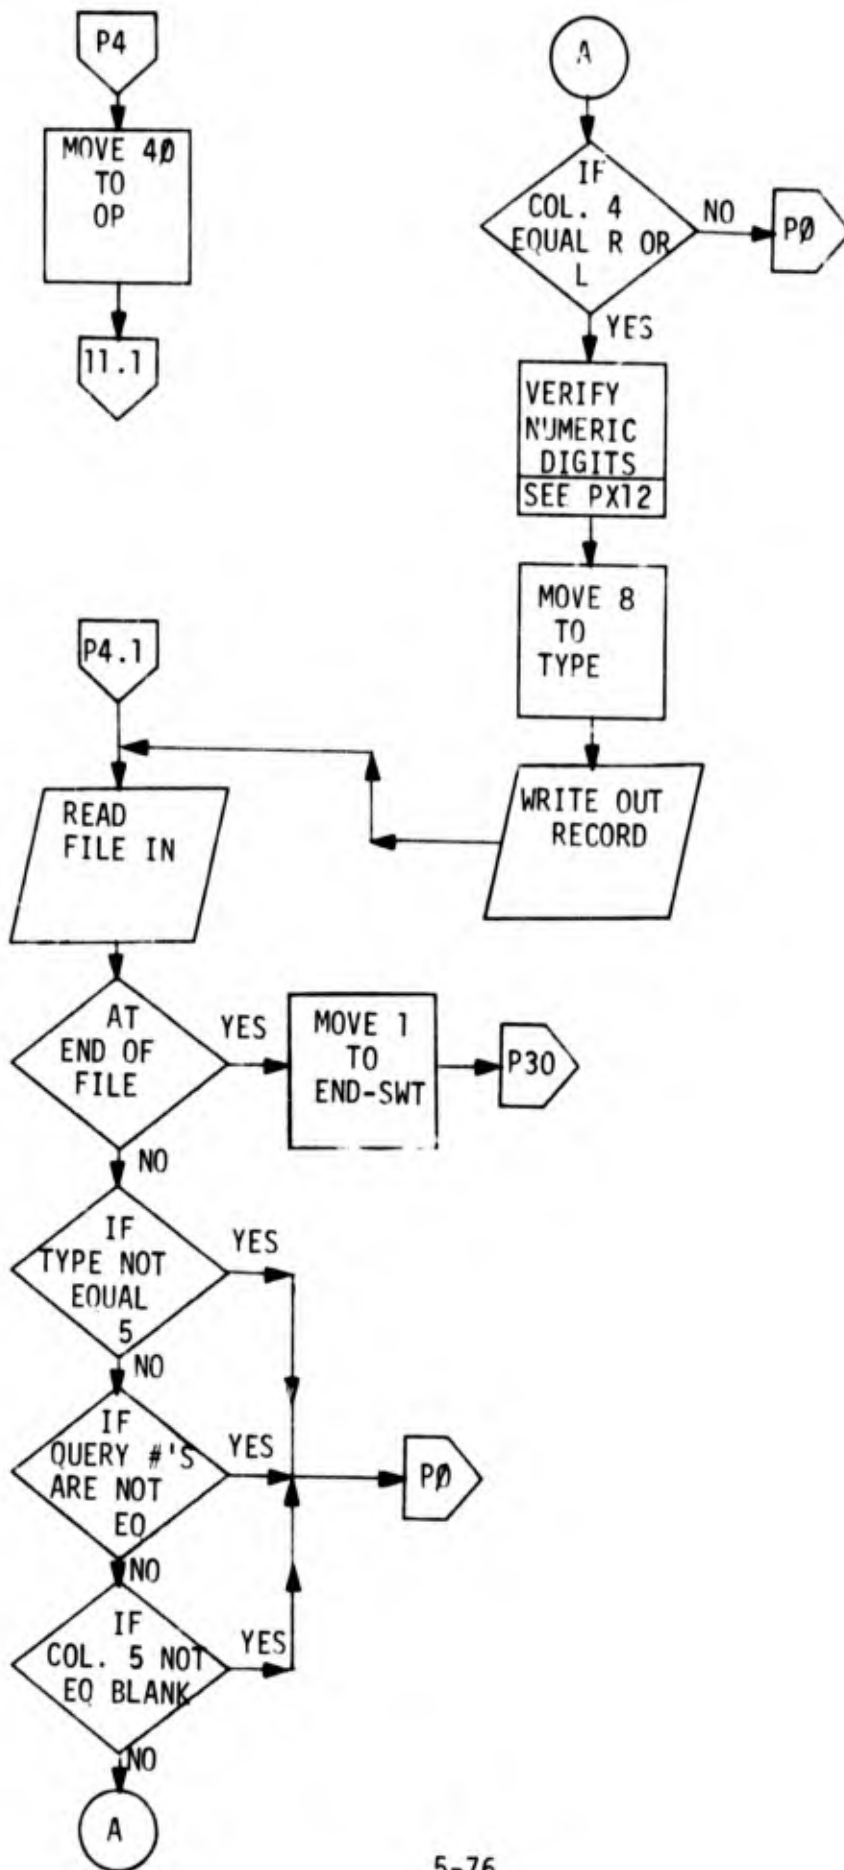 P4
MOVE 4Ø
TO
OP
11.1
P4.1
READ
FILE IN
AT
END OF
FILE
YES
MOVE 1
TO
END-SWT
P30
NO
IF
TYPE NOT
EQUAL
5
YES
NO
IF
QUERY #'S
ARE NOT
EQ
YES
PØ
NO
IF
COL. 5 NOT
EQ BLANK
YES
NO
A
A
IF
COL. 4
EQUAL R OR
L
NO
PØ
YES
VERIFY
NUMERIC
DIGITS
SEE PX12
MOVE 8
TO
TYPE
WRITE OUT
RECORD
5-76